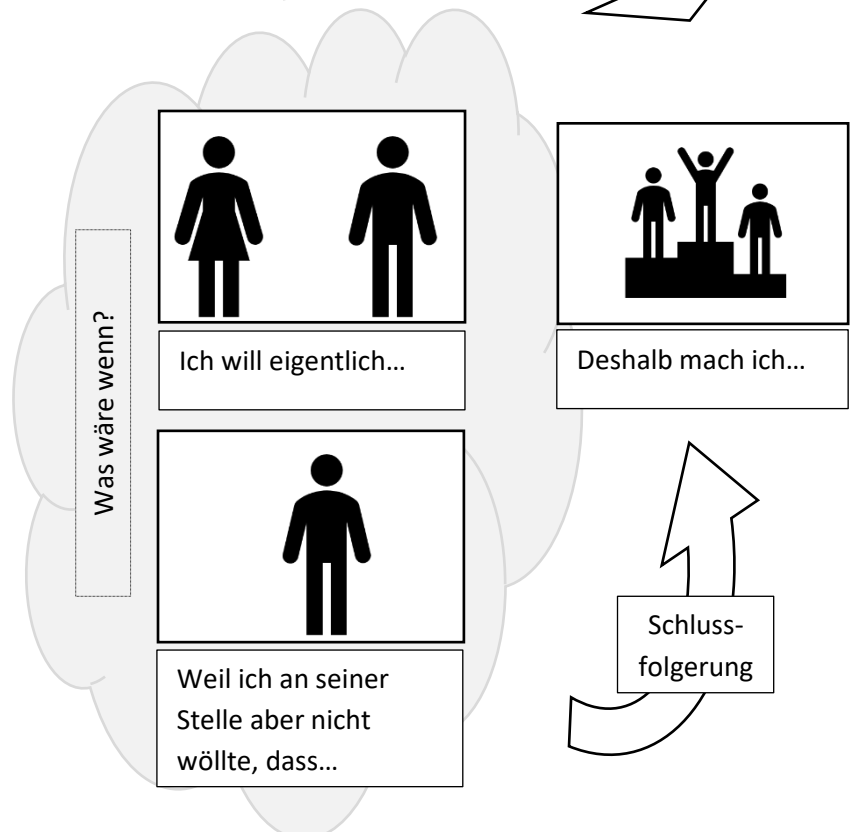 Was wäre wenn?
Ich will eigentlich…
Deshalb mach ich…
Weil ich an seiner
Stelle aber nicht
wöllte, dass…
Schluss-
folgerung